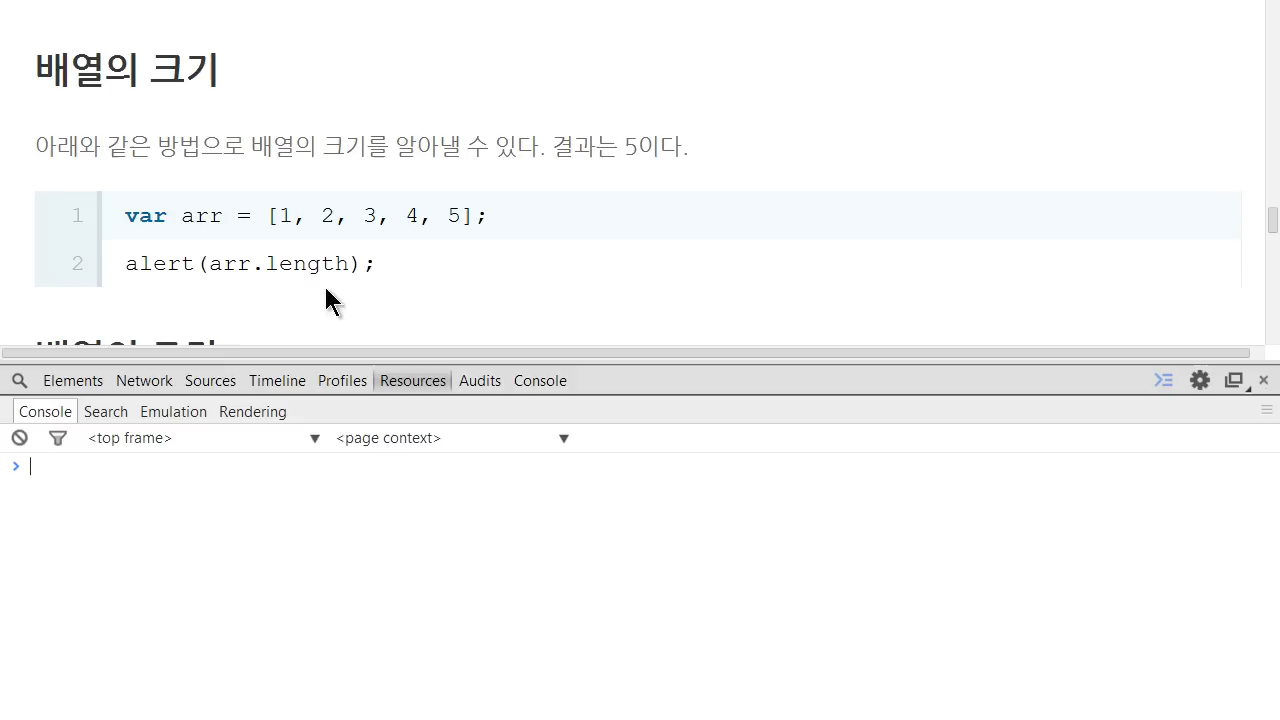 배열의 크기
아래와 같은 방법으로 배열의 크기를 알아낼 수 있다. 결과는 5이다.
1 var arr = [1, 2, 3, 4, 5];
2 alert(arr.length);
Elements Network Sources Timeline Profiles Resources Audits Console
Console Search Emulation Rendering
<top frame> ▼ <page context> ▼
>